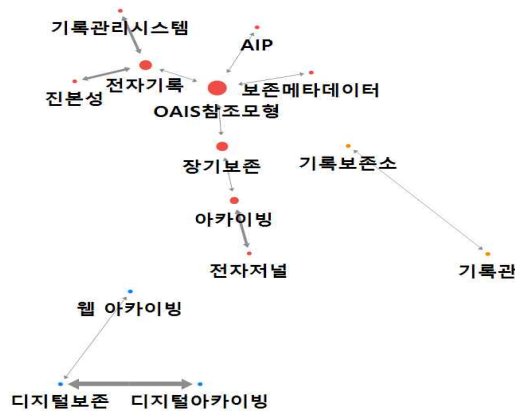 기록관리시스템
AIP
진본성
전자기록
보존메타데이터
OAIS참조모형
장기보존
기록보존소
아카이빙
전자저널
기록관
웹 아카이빙
디지털보존
디지털아카이빙